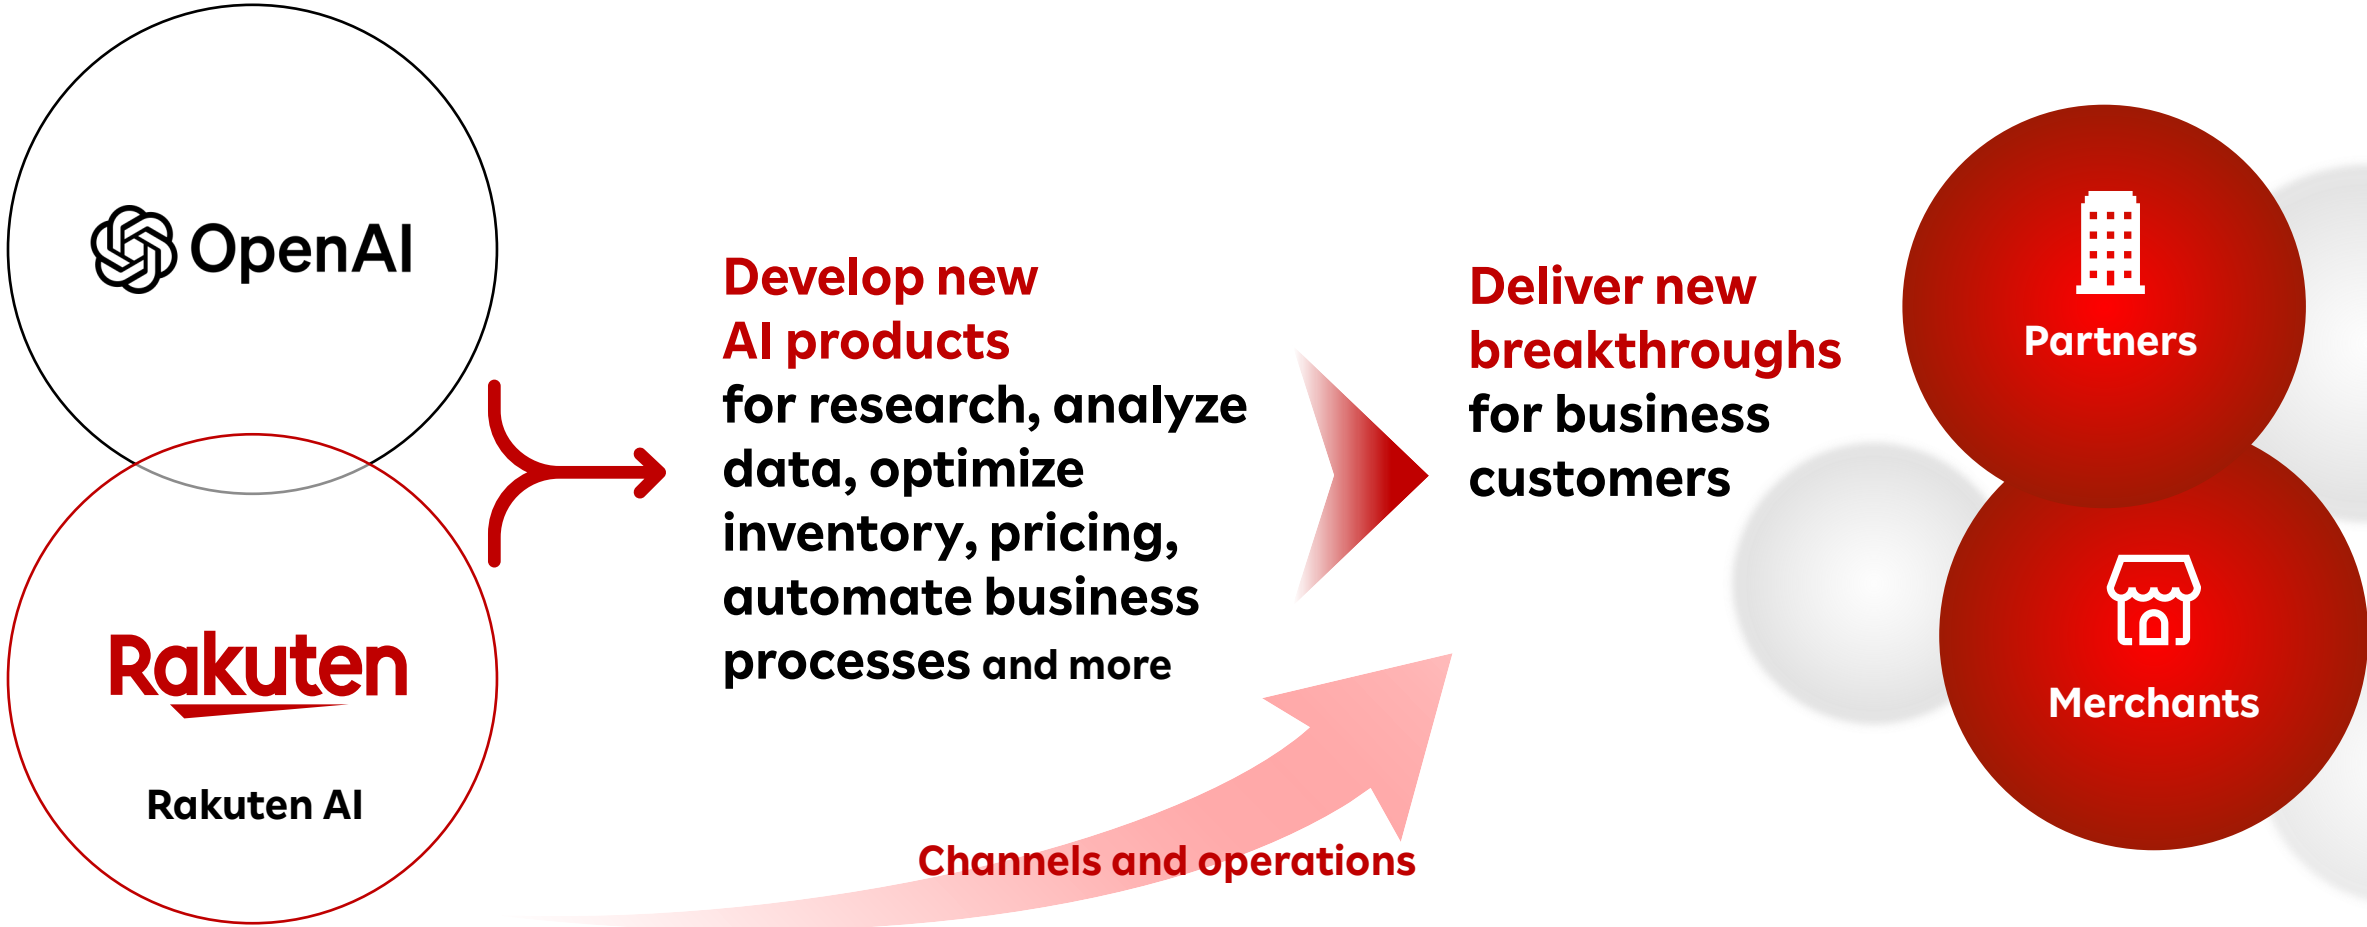 OpenAI
Rakuten
Rakuten AI
Develop new
AI products
for research, analyze
data, optimize
inventory, pricing,
automate business
processes and more
Channels and operations
Deliver new
breakthroughs
for business
customers
Partners
Merchants